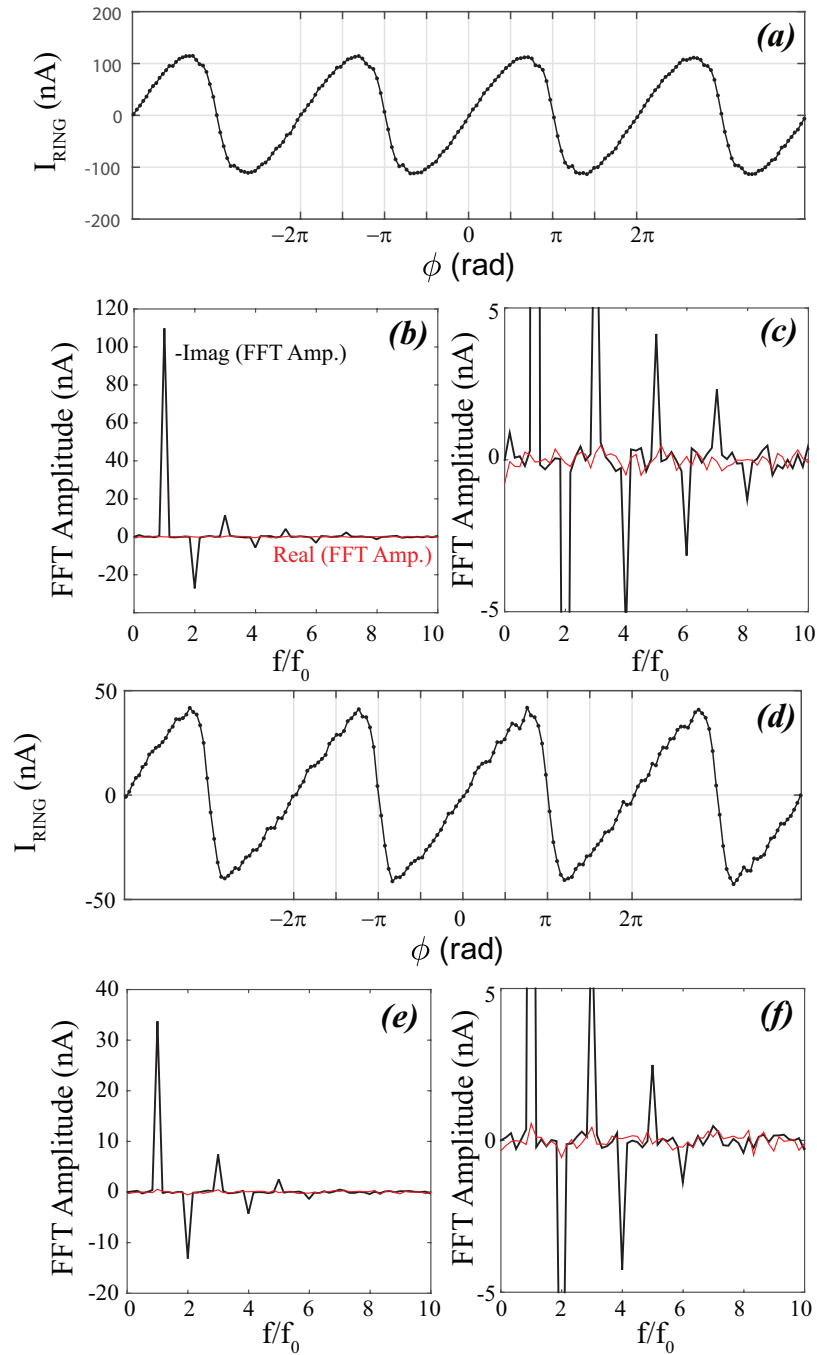 (a)
200
100
0
-100
-200
I_RING (nA)
−2π −π 0 π 2π
ϕ (rad)
(b)
120
100
80
60
40
20
0
-20
FFT Amplitude (nA)
-Imag (FFT Amp.)
Real (FFT Amp.)
0 2 4 6 8 10
f/f_0
(c)
5
0
-5
FFT Amplitude (nA)
0 2 4 6 8 10
f/f_0
(d)
50
0
-50
I_RING (nA)
−2π −π 0 π 2π
ϕ (rad)
(e)
40
30
20
10
0
-10
-20
FFT Amplitude (nA)
0 2 4 6 8 10
f/f_0
(f)
5
0
-5
FFT Amplitude (nA)
0 2 4 6 8 10
f/f_0